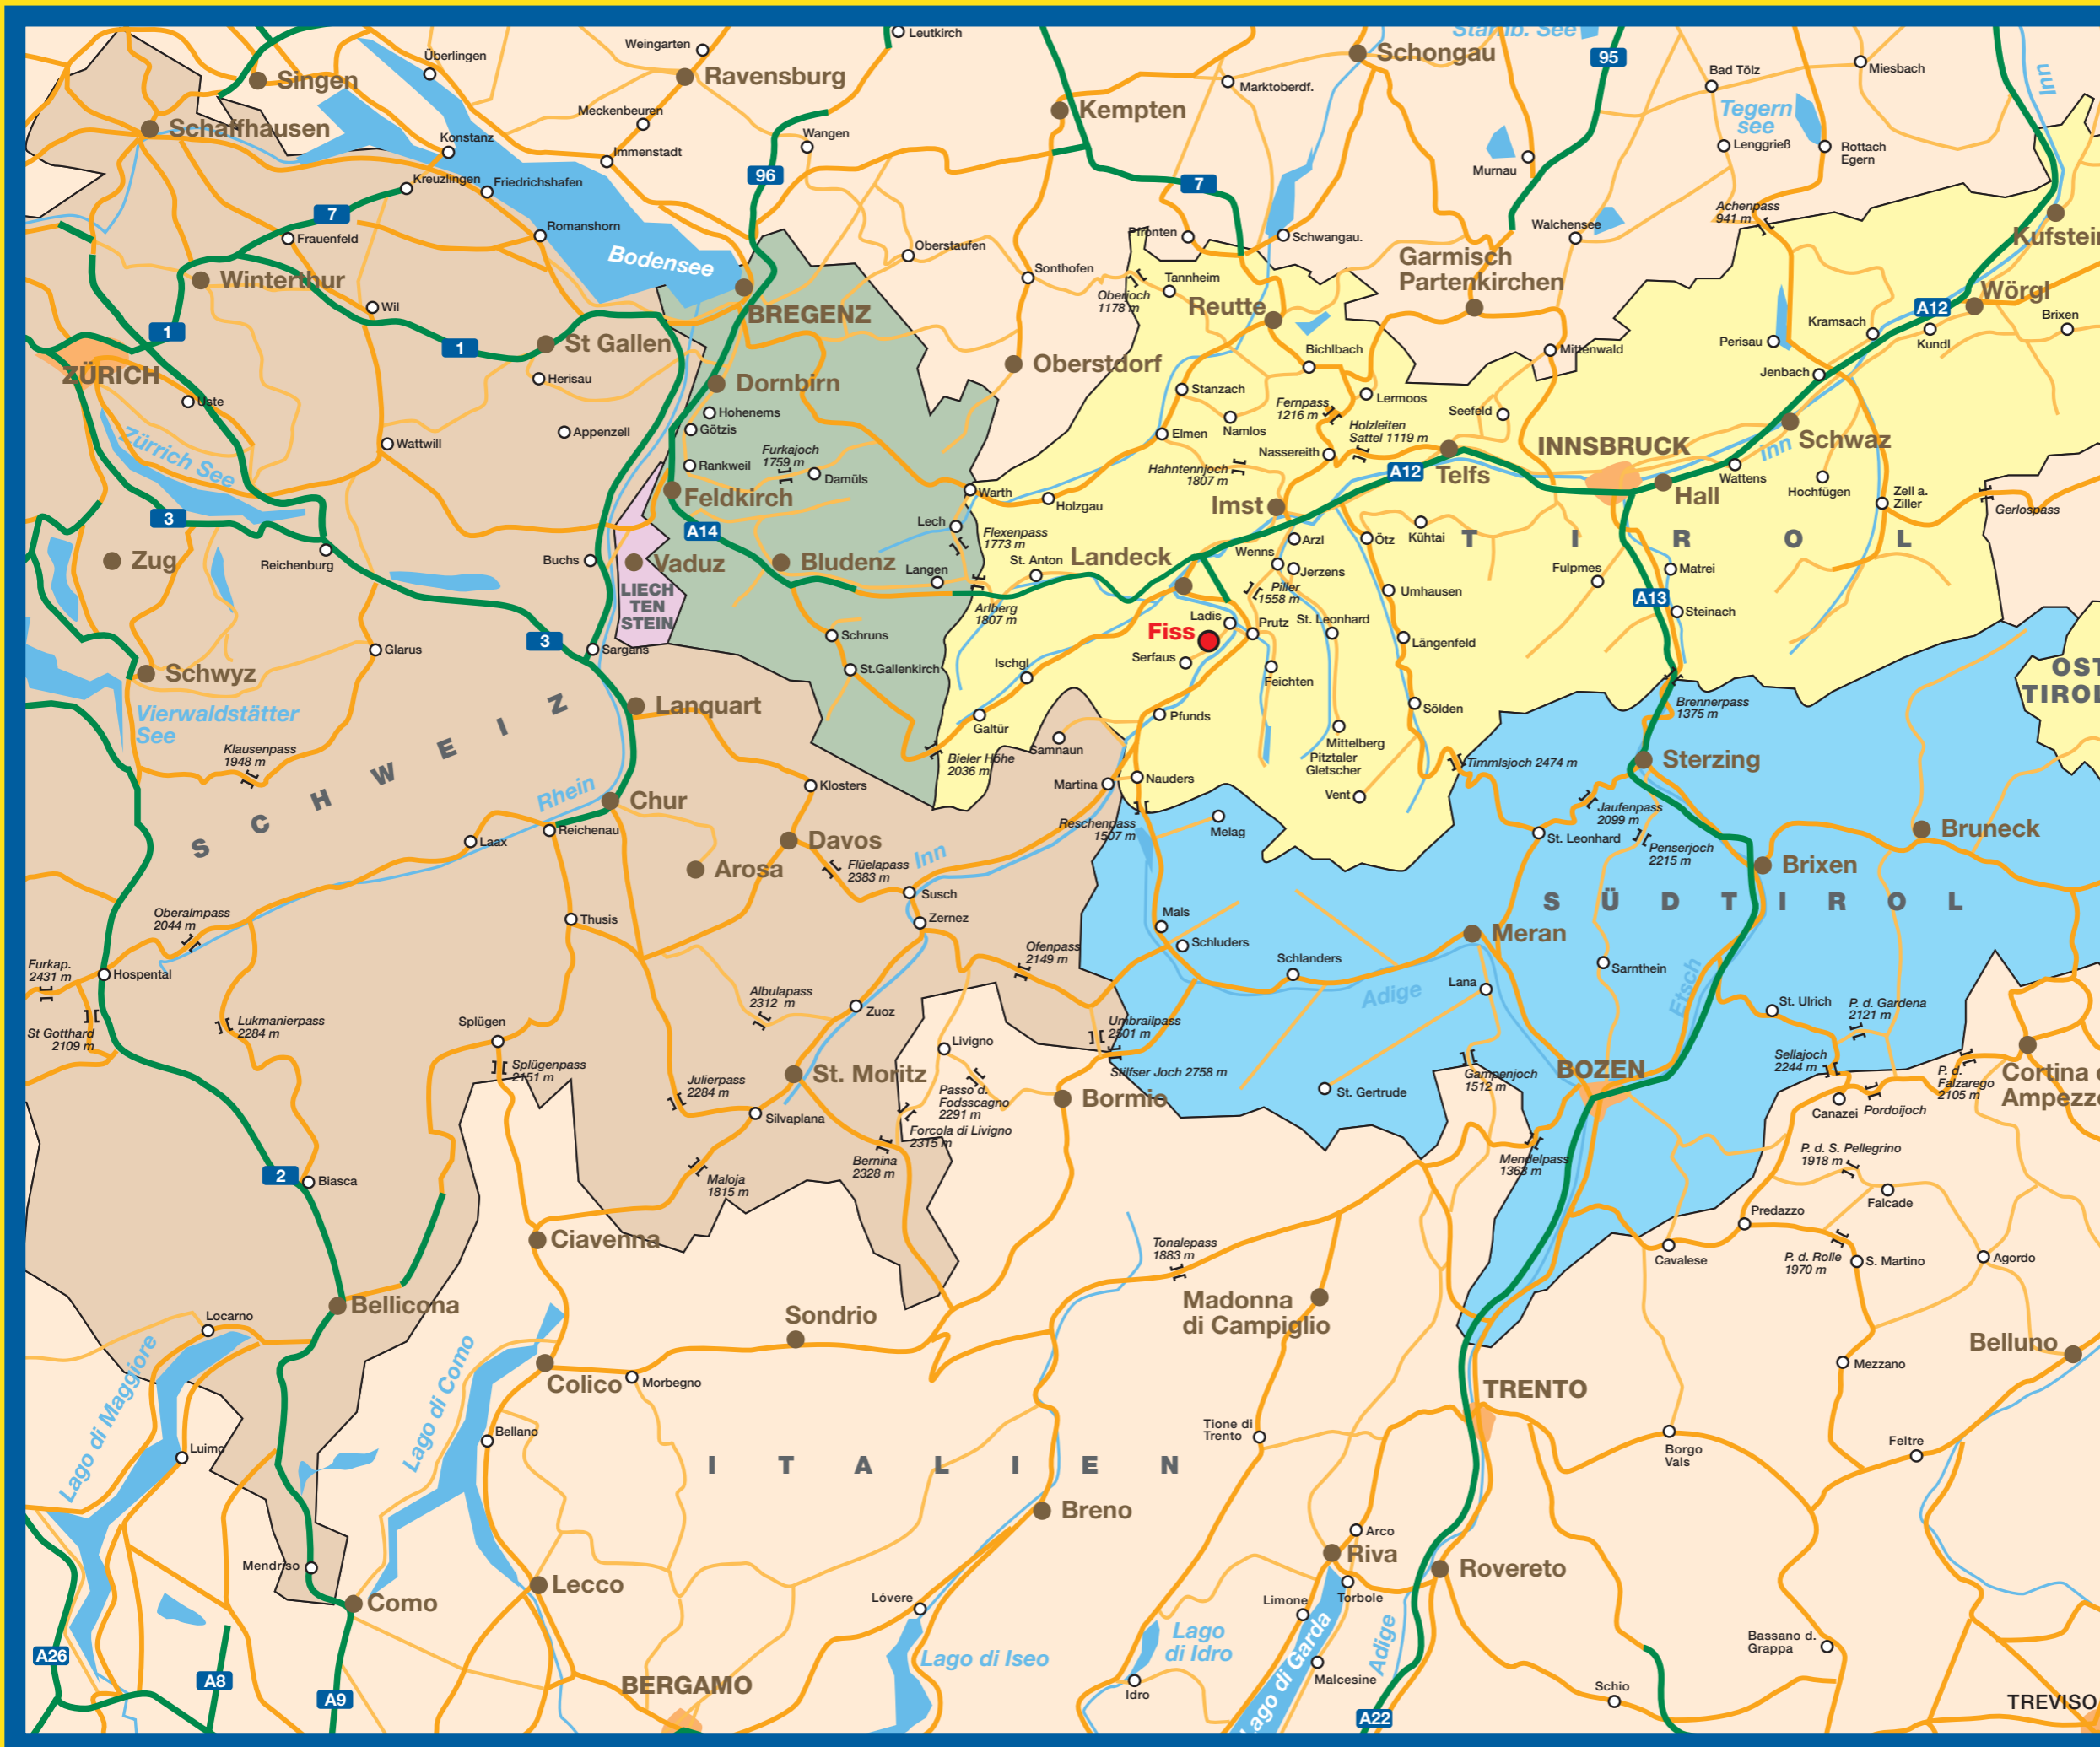 Leutkirch
Starnb. See
Schongau
95
Weingarten
Überlingen
Ravensburg
Singen
Miesbach
Bad Tölz
Inn
Marktoberdf.
Meckenbeuren
Kempten
Tegern
see
Schaffhausen
Konstanz
Wangen
Immenstadt
Lenggrieß
Rottach
Egern
Murnau
96
7
Kreuzlingen
Friedrichshafen
7
Achenpass
941 m
Frauenfeld
Romanshorn
Oberstaufen
Pfronten
Schwangau.
Walchensee
Kufstein
Bodensee
Garmisch
Partenkirchen
Winterthur
Sonthofen
Tannheim
Oberjoch
1178 m
Reutte
Wörgl
A12
Wil
BREGENZ
Kramsach
Brixen
1
1
St Gallen
Perisau
Kundl
Bichlbach
Mittenwald
Oberstdorf
ZÜRICH
Herisau
Dornbirn
Jenbach
Stanzach
Lermoos
Uste
Hohenems
Fernpass
1216 m
Seefeld
Appenzell
Götzis
Namlos
Holzleiten
Sattel 1119 m
Elmen
Wattwill
Zürrich See
Furkajoch
1759 m
Nassereith
INNSBRUCK
Schwaz
Inn
Rankweil
Damüls
Hahntennjoch
1807 m
A12
Telfs
Wattens
Feldkirch
Warth
Holzgau
Imst
Hall
Hochfügen
Zell a.
Ziller
Gerlospass
3
A14
Lech
Flexenpass
1773 m
Kühtai
T I R O L
Arzl
Ötz
Zug
Reichenburg
Buchs
Vaduz
Bludenz
Langen
St. Anton
Landeck
Wenns
Jerzens
Fulpmes
Matrei
LIECH
TEN
STEIN
Piller
1558 m
Umhausen
A13
Arlberg
1807 m
Ladis
Prutz
St. Leonhard
Steinach
Fiss
3
Glarus
Sargans
Schruns
Serfaus
Längenfeld
Schwyz
St.Gallenkirch
Ischgl
Feichten
OST
TIROL
Vierwaldstätter
See
Lanquart
Galtür
Pfunds
Sölden
Brennerpass
1375 m
Klausenpass
1948 m
S C H W E I Z
Samnaun
Mittelberg
Pitztaler
Gletscher
Bieler Höhe
2036 m
Timmlsjoch 2474 m
Sterzing
Martina
Nauders
Rhein
Klosters
Vent
Chur
Jaufenpass
2099 m
Reschenpass
1507 m
Melag
Reichenau
Laax
Davos
St. Leonhard
Penserjoch
2215 m
Bruneck
Inn
Arosa
Flüelapass
2383 m
Brixen
Susch
S Ü D T I R O L
Oberalmpass
2044 m
Thusis
Zernez
Mals
Meran
Schluders
Ofenpass
2149 m
Furkap.
2431 m
Hospental
Schlanders
Sarnthein
Adige
Lana
Etsch
Albulapass
2312 m
Zuoz
St. Ulrich
P. d. Gardena
2121 m
St Gotthard
2109 m
Lukmanierpass
2284 m
Splügen
Umbrailpass
2501 m
Livigno
Splügenpass
2151 m
Stilfser Joch 2758 m
Sellajoch
2244 m
BOZEN
Julierpass
2284 m
St. Moritz
Passo d.
Fodsscagno
2291 m
Bormio
St. Gertrude
Gampenjoch
1512 m
P. d.
Falzarego
2105 m
Cortina d
Ampezzo
Canazei
Pordoijoch
Silvaplana
Forcola di Livigno
2315 m
Bernina
2328 m
Mendelpass
1363 m
P. d. S. Pellegrino
1918 m
2
Biasca
Maloja
1815 m
Falcade
Predazzo
Ciavenna
Tonalepass
1883 m
Cavalese
P. d. Rolle
1970 m
S. Martino
Agordo
Bellicona
Locarno
Sondrio
Madonna
di Campiglio
Belluno
Lago di Maggiore
Lago di Como
Colico
Morbegno
Mezzano
TRENTO
Bellano
Tione di
Trento
Luimo
Borgo
Vals
Feltre
I T A L I E N
Breno
Arco
Riva
Mendriso
Lecco
Rovereto
Como
Lóvere
Limone
Torbole
Lago
di Idro
Lago di Garda
Adige
Bassano d.
Grappa
A26
Lago di Iseo
Malcesine
A8
BERGAMO
Idro
Schio
A9
A22
TREVISO